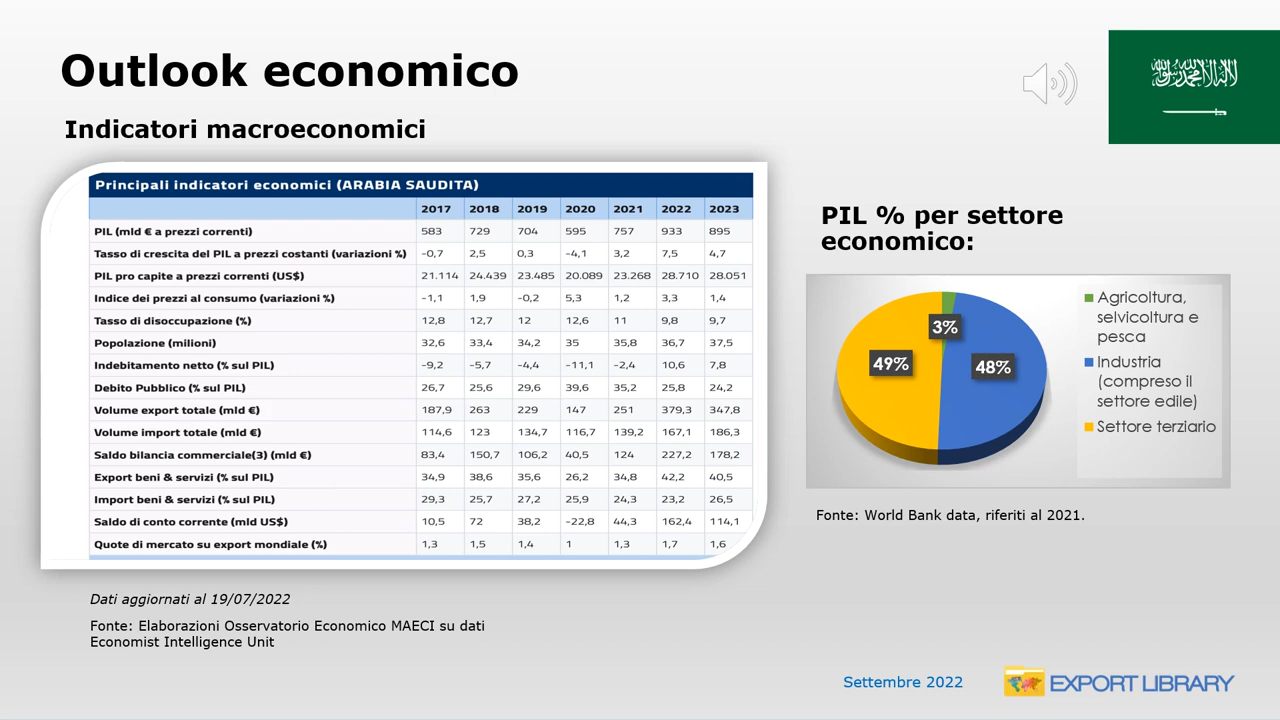 Outlook economico
Indicatori macroeconomici
لا إله إلا الله محمد رسول الله
Principali indicatori economici (ARABIA SAUDITA)
2017 2018 2019 2020 2021 2022 2023
PIL (mld € a prezzi correnti) 583 729 704 595 757 933 895
Tasso di crescita del PIL a prezzi costanti (variazioni %) -0,7 2,5 0,3 -4,1 3,2 7,5 4,7
PIL pro capite a prezzi correnti (US$) 21.114 24.439 23.485 20.089 23.268 28.710 28.051
Indice dei prezzi al consumo (variazioni %) -1,1 1,9 -0,2 5,3 1,2 3,3 1,4
Tasso di disoccupazione (%) 12,8 12,7 12 12,6 11 9,8 9,7
Popolazione (milioni) 32,6 33,4 34,2 35 35,8 36,7 37,5
Indebitamento netto (% sul PIL) -9,2 -5,7 -4,4 -11,1 -2,4 10,6 7,8
Debito Pubblico (% sul PIL) 26,7 25,6 29,6 39,6 35,2 25,8 24,2
Volume export totale (mld €) 187,9 263 229 147 251 379,3 347,8
Volume import totale (mld €) 114,6 123 134,7 116,7 139,2 167,1 186,3
Saldo bilancia commerciale(3) (mld €) 83,4 150,7 106,2 40,5 124 227,2 178,2
Export beni & servizi (% sul PIL) 34,9 38,6 35,6 26,2 34,8 42,2 40,5
Import beni & servizi (% sul PIL) 29,3 25,7 27,2 25,9 24,3 23,2 26,5
Saldo di conto corrente (mld US$) 10,5 72 38,2 -22,8 44,3 162,4 114,1
Quote di mercato su export mondiale (%) 1,3 1,5 1,4 1 1,3 1,7 1,6
Dati aggiornati al 19/07/2022
Fonte: Elaborazioni Osservatorio Economico MAECI su dati
Economist Intelligence Unit
PIL % per settore
economico:
3%
49%
48%
Agricoltura,
selvicoltura e
pesca
Industria
(compreso il
settore edile)
Settore terziario
Fonte: World Bank data, riferiti al 2021.
Settembre 2022
EXPORT LIBRARY